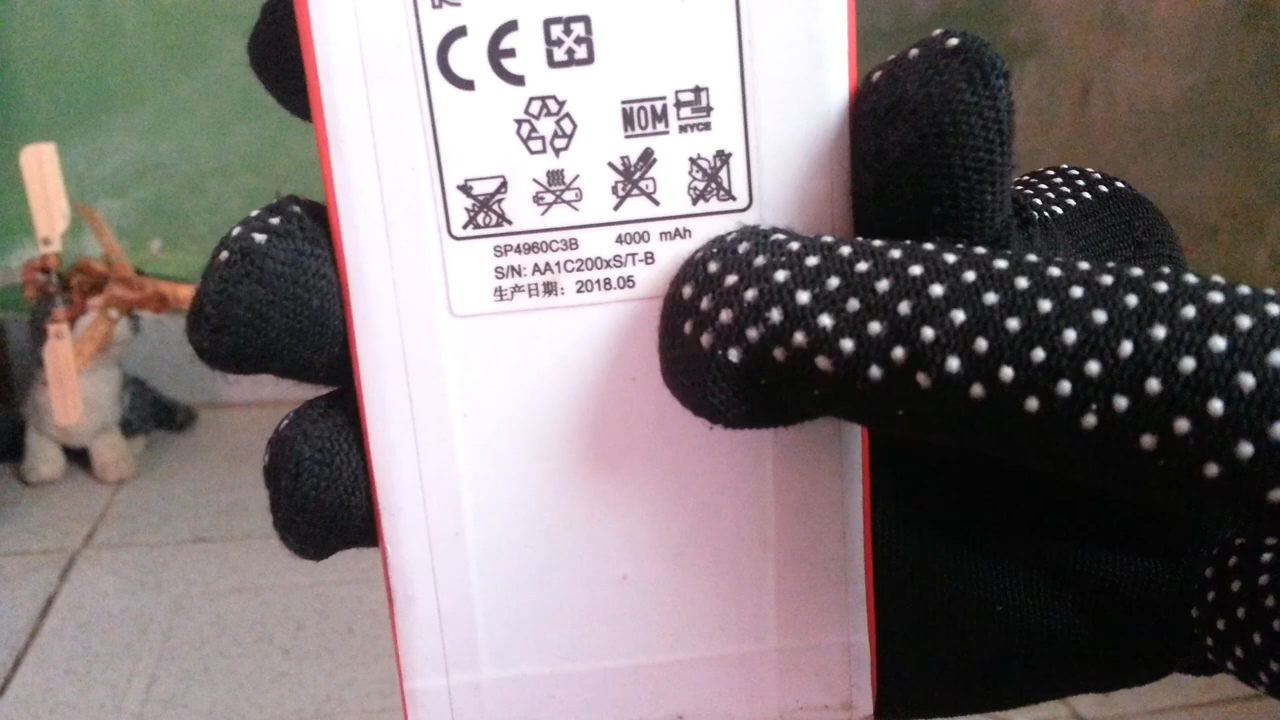 CE
NOM
NYCE
SP4960C3B 4000 mAh
S/N: AA1C200xS/T-B
生产日期：2018.05